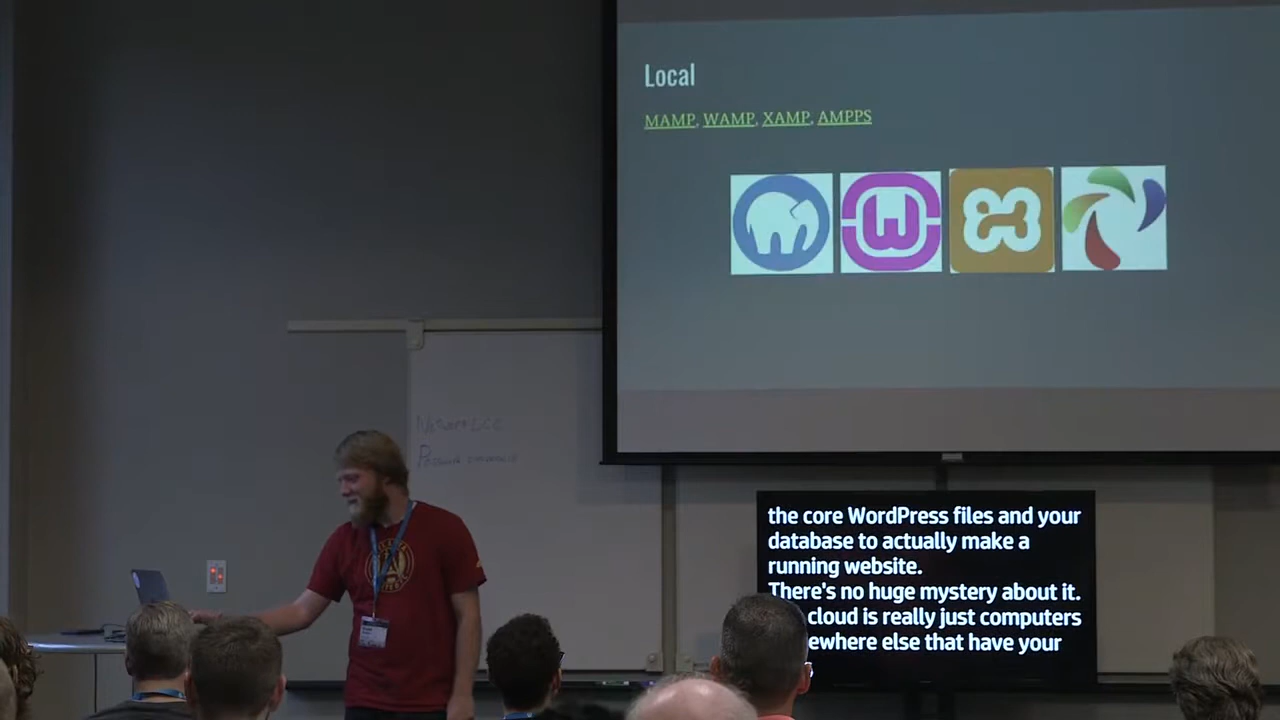 Local
MAMP, WAMP, XAMP, AMPPS
the core WordPress files and your
database to actually make a
running website.
There's no huge mystery about it.
cloud is really just computers
else that have your